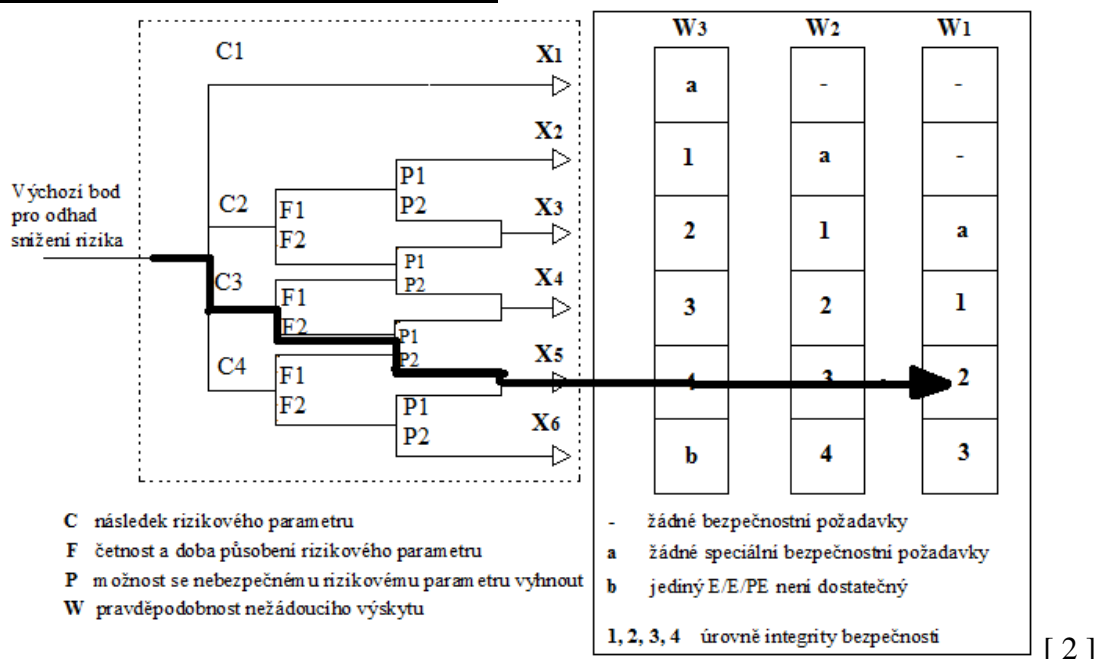 W3 W2 W1
C1 X1
a - -
X2
1 a -
P1
Výchozí bod
pro odhad
snížení rizika
C2 F1 P2 X3
F2
2 1 a
P1
C3 P2 X4
F1
3 2 1
F2 P1
P2 X5
C4 F1
4 3 2
F2 P1
P2 X6
b 4 3
C následek rizikového parametru
F četnost a doba působení rizikového parametru
P možnost se nebezpečnému rizikovému parametru vyhnout
W pravděpodobnost nežádoucího výskytu
- žádné bezpečnostní požadavky
a žádné speciální bezpečnostní požadavky
b jediný E/E/PE není dostatečný
1, 2, 3, 4 úrovně integrity bezpečnosti
[ 2 ]